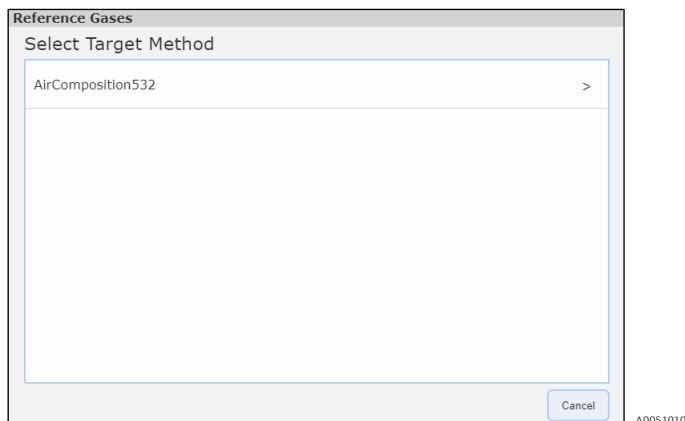 Reference Gases
Select Target Method
AirComposition532 >
Cancel
A0051010